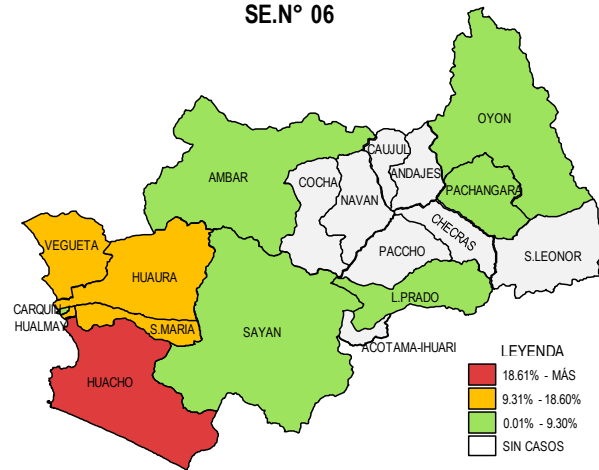 SE.N° 06
OYON
CAUJUL
AMBAR
COCHA
ANDAJES
NAVAN
PACHANGARA
CHECRAS
VEGUETA
PACCHO
S.LEONOR
HUAURA
L.PRADO
CARQUIN
HUALMAY
S.MARIA
SAYAN
ACOTAMA-IHUARI
HUACHO
LEYENDA
18.61% - MÁS
9.31% - 18.60%
0.01% - 9.30%
SIN CASOS